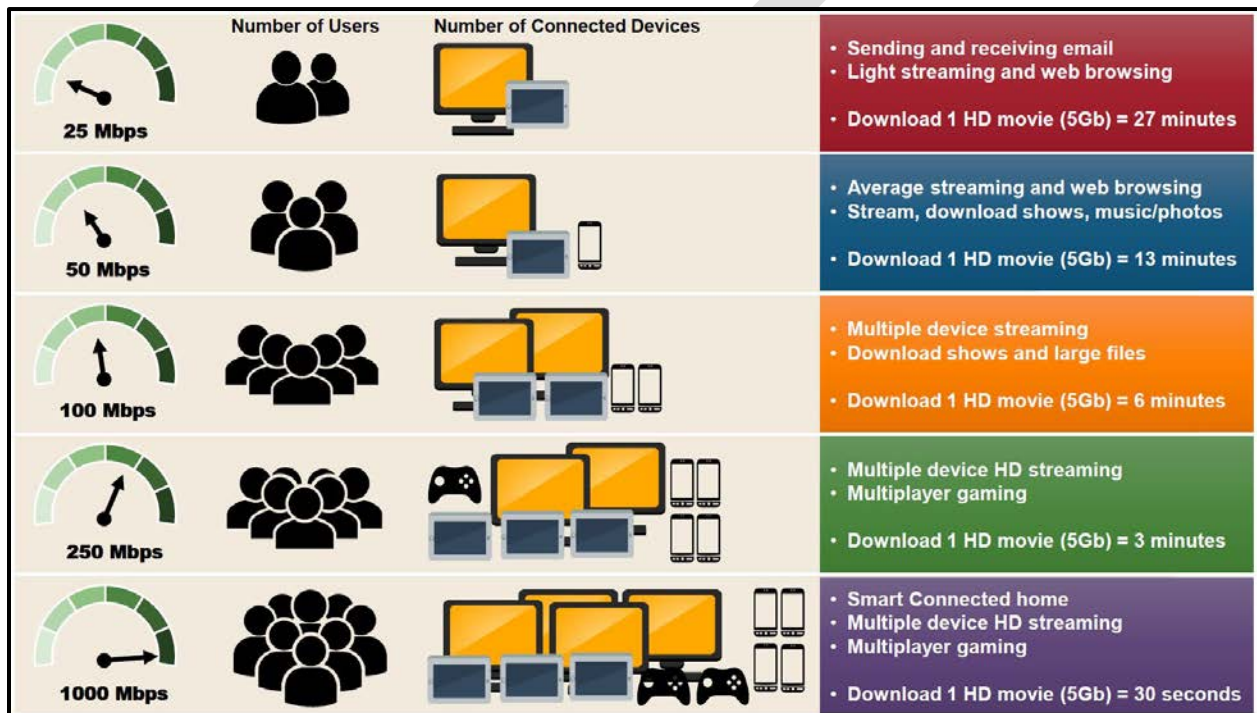 Number of Users
Number of Connected Devices
25 Mbps
• Sending and receiving email
• Light streaming and web browsing
• Download 1 HD movie (5Gb) = 27 minutes
50 Mbps
• Average streaming and web browsing
• Stream, download shows, music/photos
• Download 1 HD movie (5Gb) = 13 minutes
100 Mbps
• Multiple device streaming
• Download shows and large files
• Download 1 HD movie (5Gb) = 6 minutes
250 Mbps
• Multiple device HD streaming
• Multiplayer gaming
• Download 1 HD movie (5Gb) = 3 minutes
1000 Mbps
• Smart Connected home
• Multiple device HD streaming
• Multiplayer gaming
• Download 1 HD movie (5Gb) = 30 seconds